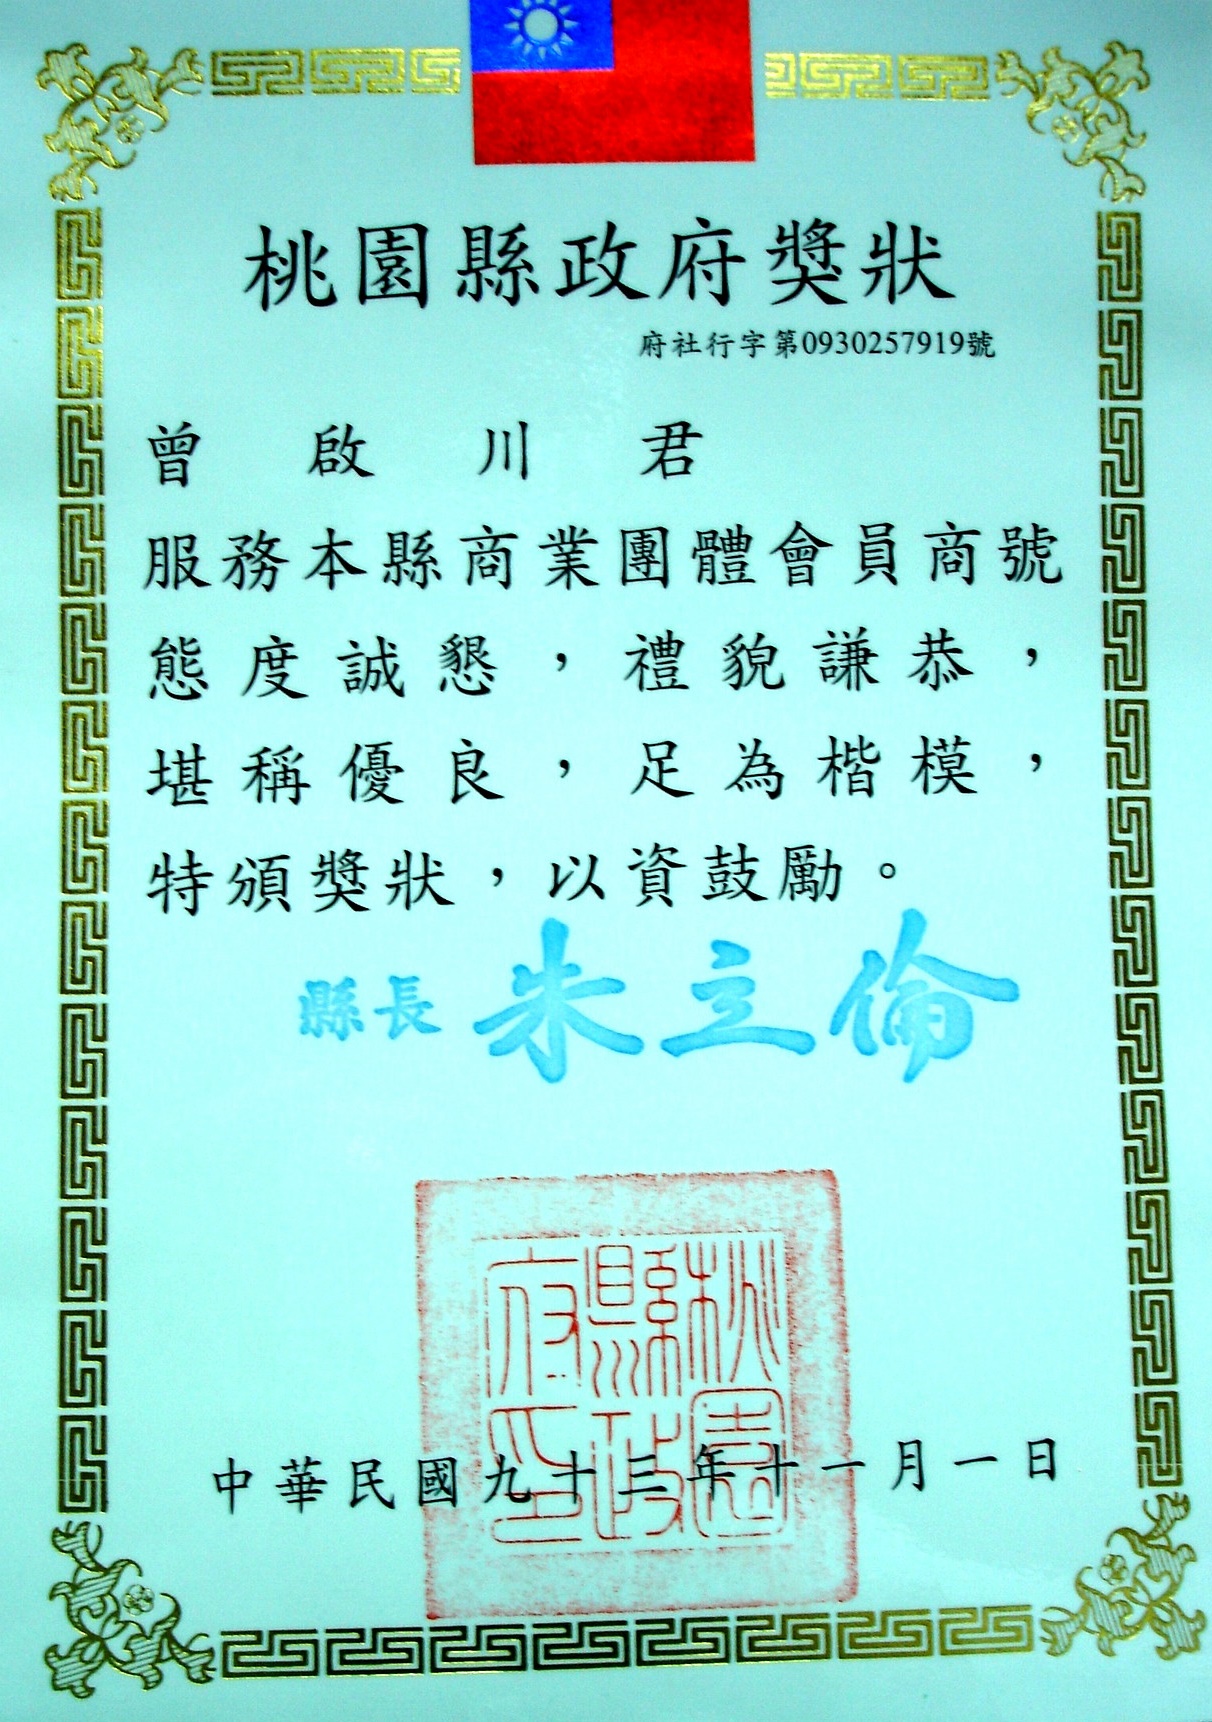 桃園縣政府獎狀
府社行字第0930257919號
曾啟川君
服務本縣商業團體會員商號
態度誠懇，禮貌謙恭，
堪稱優良，足為楷模，
特頒獎狀，以資鼓勵。
縣長 朱立倫
桃園縣政府印
中華民國九十三年十一月一日